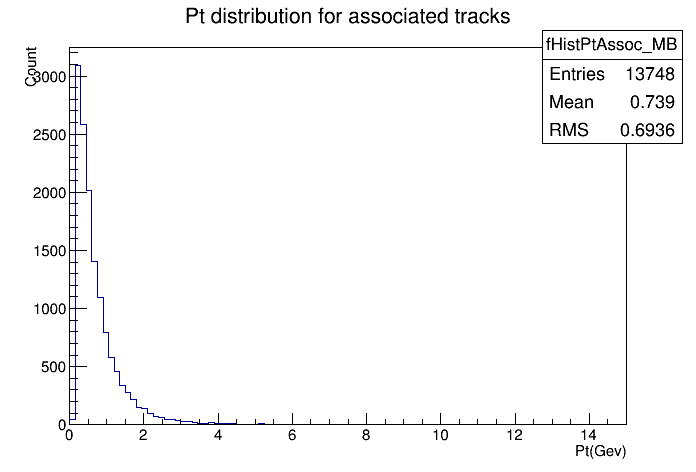 Pt distribution for associated tracks
fHistPtAssoc_MB
Entries 13748
Mean 0.739
RMS 0.6936
Count
3000
2500
2000
1500
1000
500
0
0 2 4 6 8 10 12 14
Pt(Gev)